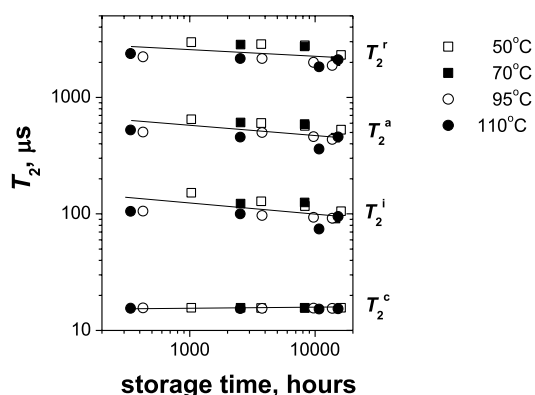 T₂ʳ
50°C
70°C
1000
95°C
T₂ᵃ
110°C
T₂, μs
T₂ⁱ
100
T₂ᶜ
10
1000
10000
storage time, hours